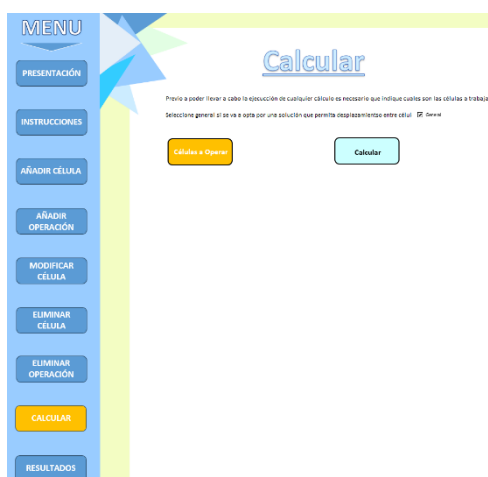 MENU
PRESENTACIÓN
INSTRUCCIONES
AÑADIR CÉLULA
AÑADIR
OPERACIÓN
MODIFICAR
CÉLULA
ELIMINAR
CÉLULA
ELIMINAR
OPERACIÓN
CALCULAR
RESULTADOS
Calcular
Previo a poder llevar a cabo la ejecucción de cualquier cálculo es necesario que indique cuales son las células a trabaja
Seleccione general si se va a opta por una solución que permita desplazamientso entre célul General
Células a Operar
Calcular